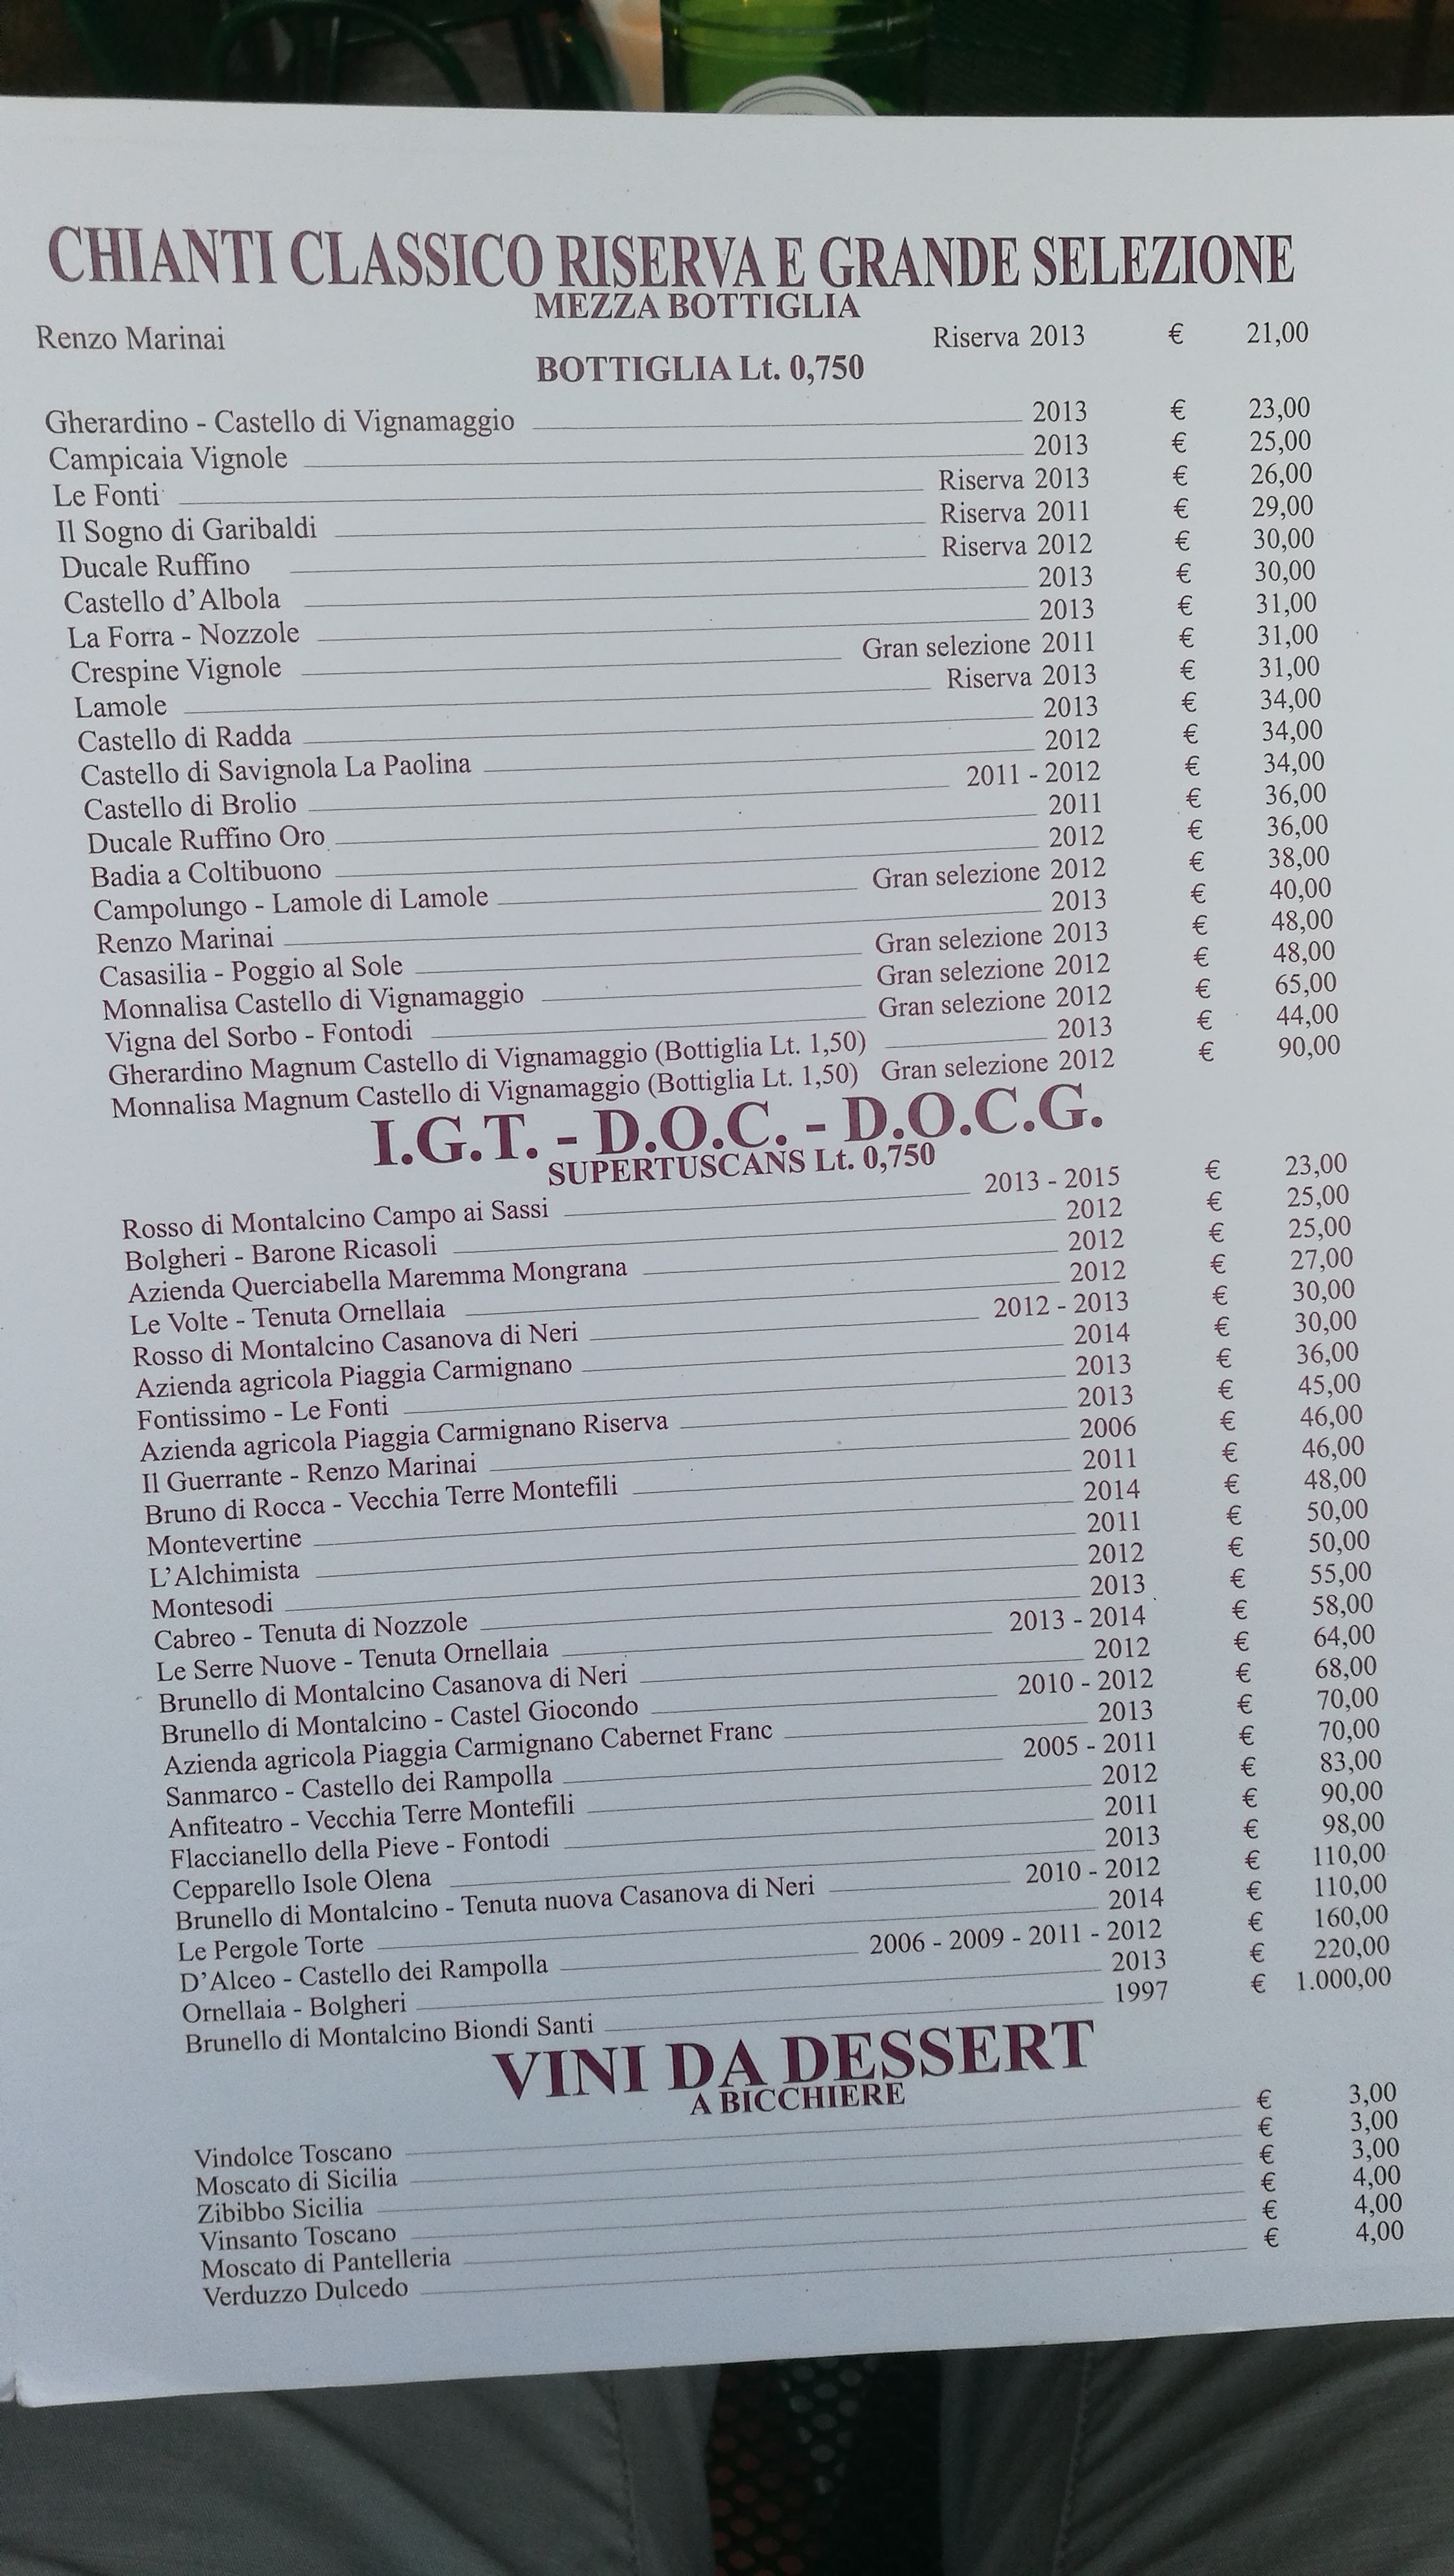 CHIANTI CLASSICO RISERVA E GRANDE SELEZIONE
MEZZA BOTTIGLIA
Renzo Marinai Riserva 2013 € 21,00
BOTTIGLIA Lt. 0,750
Gherardino - Castello di Vignamaggio 2013 € 23,00
Campicaia Vignole 2013 € 25,00
Le Fonti Riserva 2013 € 26,00
Il Sogno di Garibaldi Riserva 2011 € 29,00
Ducale Ruffino Riserva 2012 € 30,00
Castello d'Albola 2013 € 30,00
La Forra - Nozzole 2013 € 31,00
Crespine Vignole Gran selezione 2011 € 31,00
Lamole Riserva 2013 € 31,00
Castello di Radda 2013 € 34,00
Castello di Savignola La Paolina 2012 € 34,00
Castello di Brolio 2011 - 2012 € 34,00
Ducale Ruffino Oro 2011 € 36,00
Badia a Coltibuono 2012 € 36,00
Campolungo - Lamole di Lamole Gran selezione 2012 € 38,00
Renzo Marinai 2013 € 40,00
Casasilia - Poggio al Sole Gran selezione 2013 € 48,00
Monnalisa Castello di Vignamaggio Gran selezione 2012 € 48,00
Vigna del Sorbo - Fontodi Gran selezione 2012 € 65,00
Gherardino Magnum Castello di Vignamaggio (Bottiglia Lt. 1,50) 2013 € 44,00
Monnalisa Magnum Castello di Vignamaggio (Bottiglia Lt. 1,50) Gran selezione 2012 € 90,00
I.G.T. - D.O.C. - D.O.C.G.
SUPERTUSCANS Lt. 0,750
Rosso di Montalcino Campo ai Sassi 2013 - 2015 € 23,00
Bolgheri - Barone Ricasoli 2012 € 25,00
Azienda Querciabella Maremma Mongrana 2012 € 25,00
Le Volte - Tenuta Ornellaia 2012 € 27,00
Rosso di Montalcino Casanova di Neri 2012 - 2013 € 30,00
Azienda agricola Piaggia Carmignano 2014 € 30,00
Fontissimo - Le Fonti 2013 € 36,00
Azienda agricola Piaggia Carmignano Riserva 2013 € 45,00
Il Guerrante - Renzo Marinai 2006 € 46,00
Bruno di Rocca - Vecchia Terre Montefili 2011 € 46,00
Montevertine 2014 € 48,00
L'Alchimista 2011 € 50,00
Montesodi 2012 € 50,00
Cabreo - Tenuta di Nozzole 2013 € 55,00
Le Serre Nuove - Tenuta Ornellaia 2013 - 2014 € 58,00
Brunello di Montalcino Casanova di Neri 2012 € 64,00
Brunello di Montalcino - Castel Giocondo 2010 - 2012 € 68,00
Azienda agricola Piaggia Carmignano Cabernet Franc 2013 € 70,00
Sanmarco - Castello dei Rampolla 2005 - 2011 € 70,00
Anfiteatro - Vecchia Terre Montefili 2012 € 83,00
Flaccianello della Pieve - Fontodi 2011 € 90,00
Cepparello Isole Olena 2013 € 98,00
Brunello di Montalcino - Tenuta nuova Casanova di Neri 2010 - 2012 € 110,00
Le Pergole Torte 2014 € 110,00
D'Alceo - Castello dei Rampolla 2006 - 2009 - 2011 - 2012 € 160,00
Ornellaia - Bolgheri 2013 € 220,00
Brunello di Montalcino Biondi Santi 1997 € 1.000,00
VINI DA DESSERT
A BICCHIERE
Vindolce Toscano € 3,00
Moscato di Sicilia € 3,00
Zibibbo Sicilia € 3,00
Vinsanto Toscano € 4,00
Moscato di Pantelleria € 4,00
Verduzzo Dulcedo € 4,00